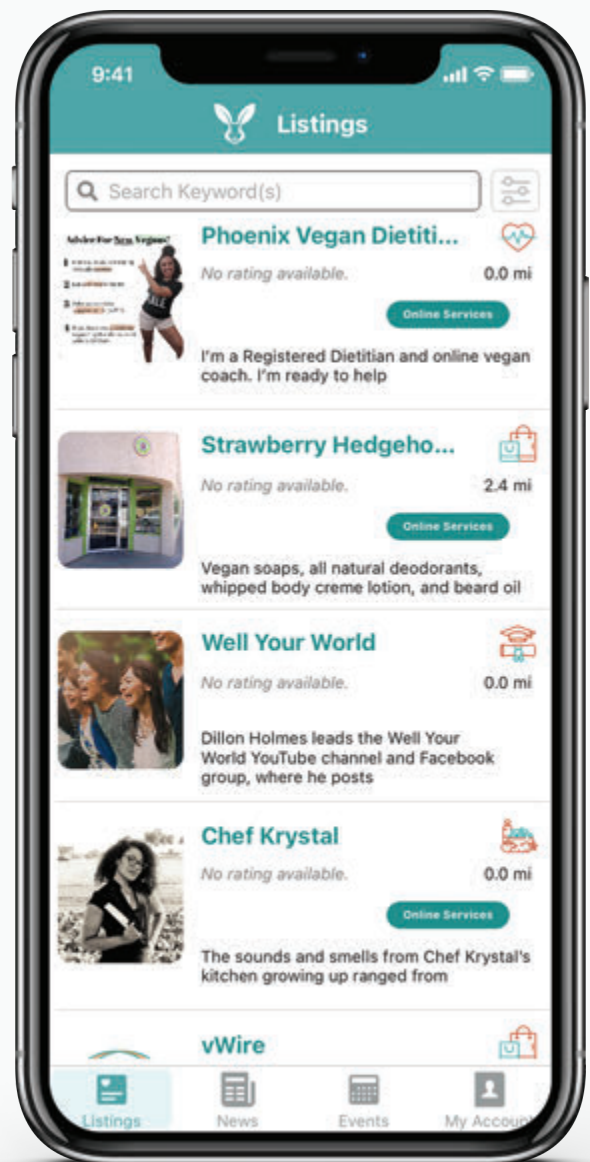 9:41
Listings
Search Keyword(s)
Advice For New Vegans!
Phoenix Vegan Dietiti...
No rating available.
0.0 mi
Online Services
I'm a Registered Dietitian and online vegan
coach. I'm ready to help
Strawberry Hedgeho...
No rating available.
2.4 mi
Online Services
Vegan soaps, all natural deodorants,
whipped body creme lotion, and beard oil
Well Your World
No rating available.
0.0 mi
Dillon Holmes leads the Well Your
World YouTube channel and Facebook
group, where he posts
Chef Krystal
No rating available.
0.0 mi
Online Services
The sounds and smells from Chef Krystal's
kitchen growing up ranged from
vWire
Listings
News
Events
My Account